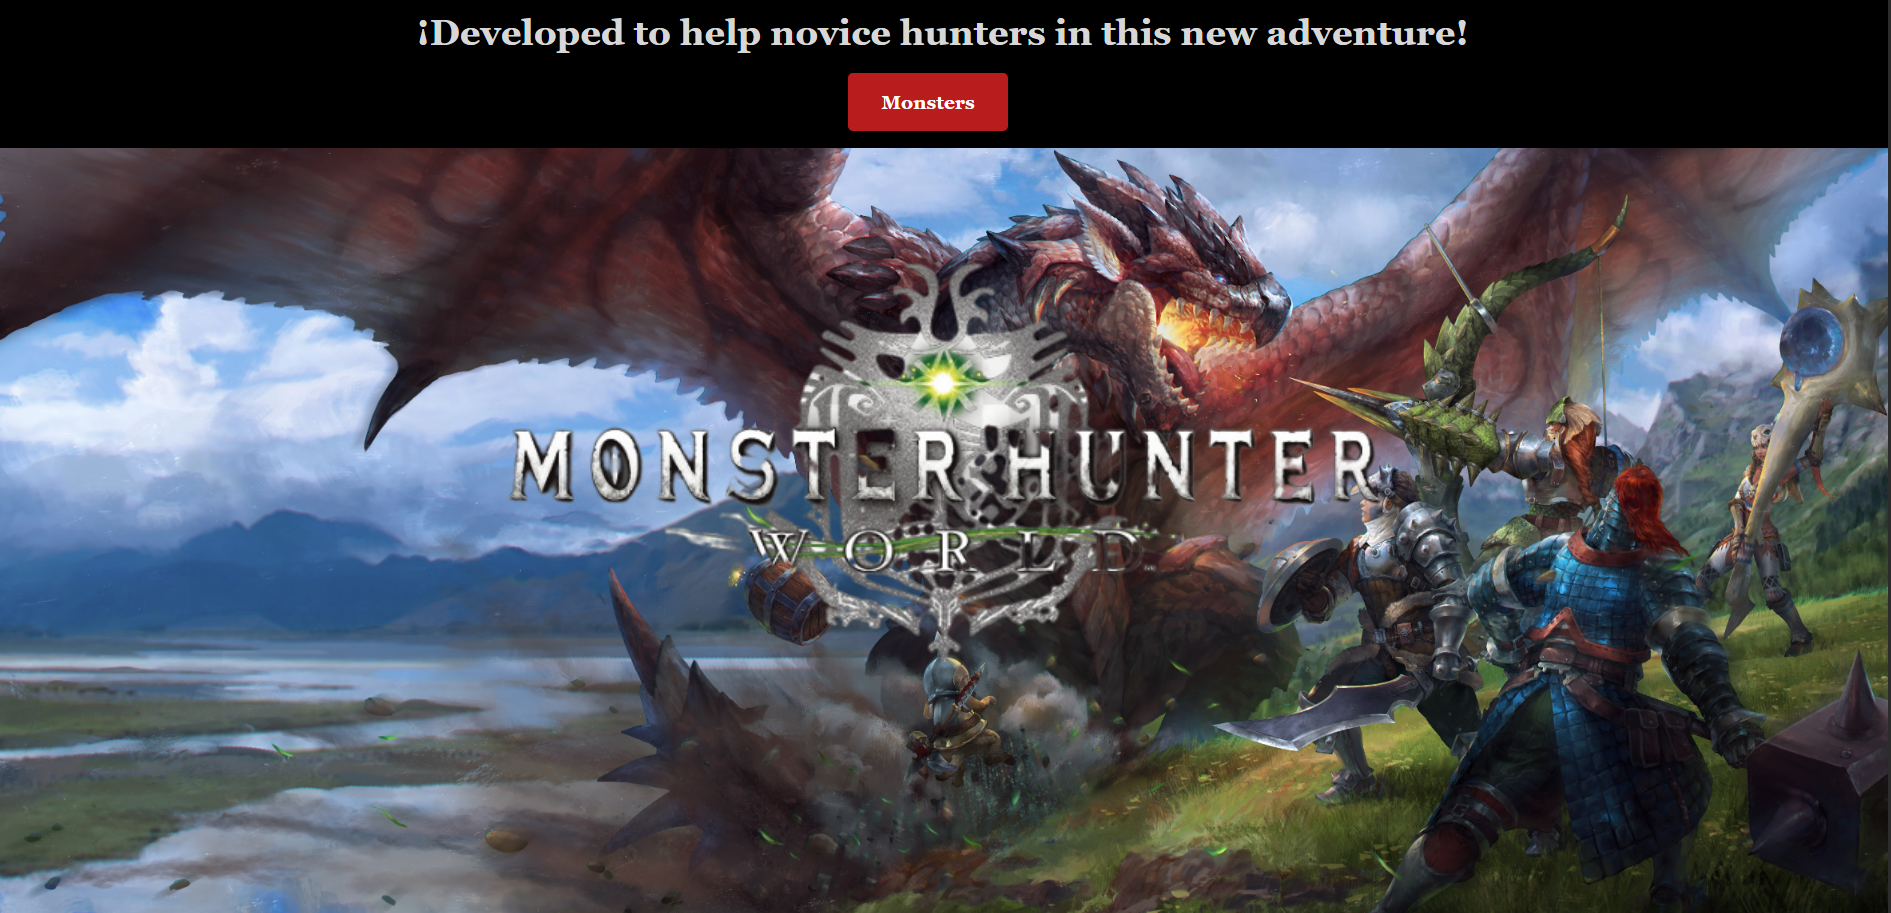 ¡Developed to help novice hunters in this new adventure!
Monsters
MONSTER HUNTER
WORLD